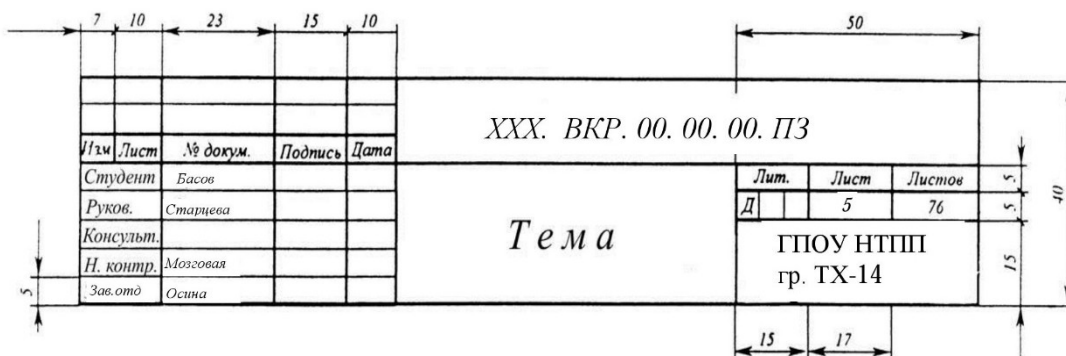 7 10 23 15 10 50
XXX. ВКР. 00. 00. 00. ПЗ
Изм Лист № докум. Подпись Дата
Студент Басов
Руков. Старцева
Консульт.
Н. контр. Мозговая
Зав.отд Осина
Тема
Лит. Лист Листов
Д 5 76
ГПОУ НТПП
гр. ТХ-14
5
5
15
40
5
15 17